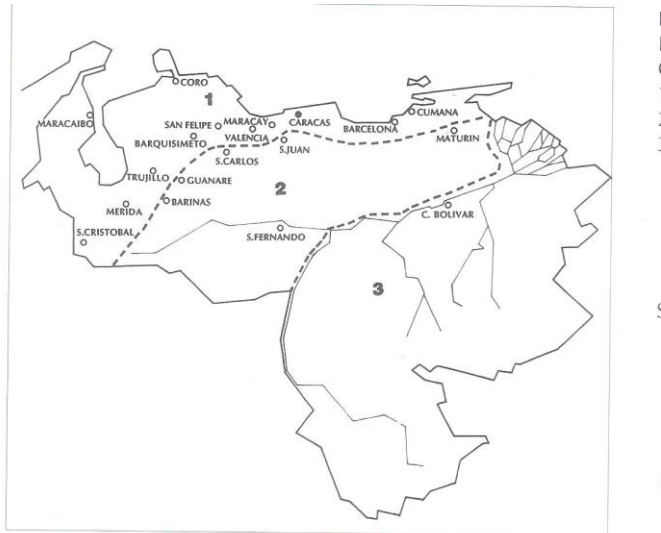 CORO
1
MARACAIBO
SAN FELIPE
MARACAY
CARACAS
CUMANA
VALENCIA
BARCELONA
MATURIN
BARQUISIMETO
S.CARLOS
S.JUAN
TRUJILLO
GUANARE
2
MERIDA
BARINAS
C. BOLIVAR
S.CRISTOBAL
S.FERNANDO
3